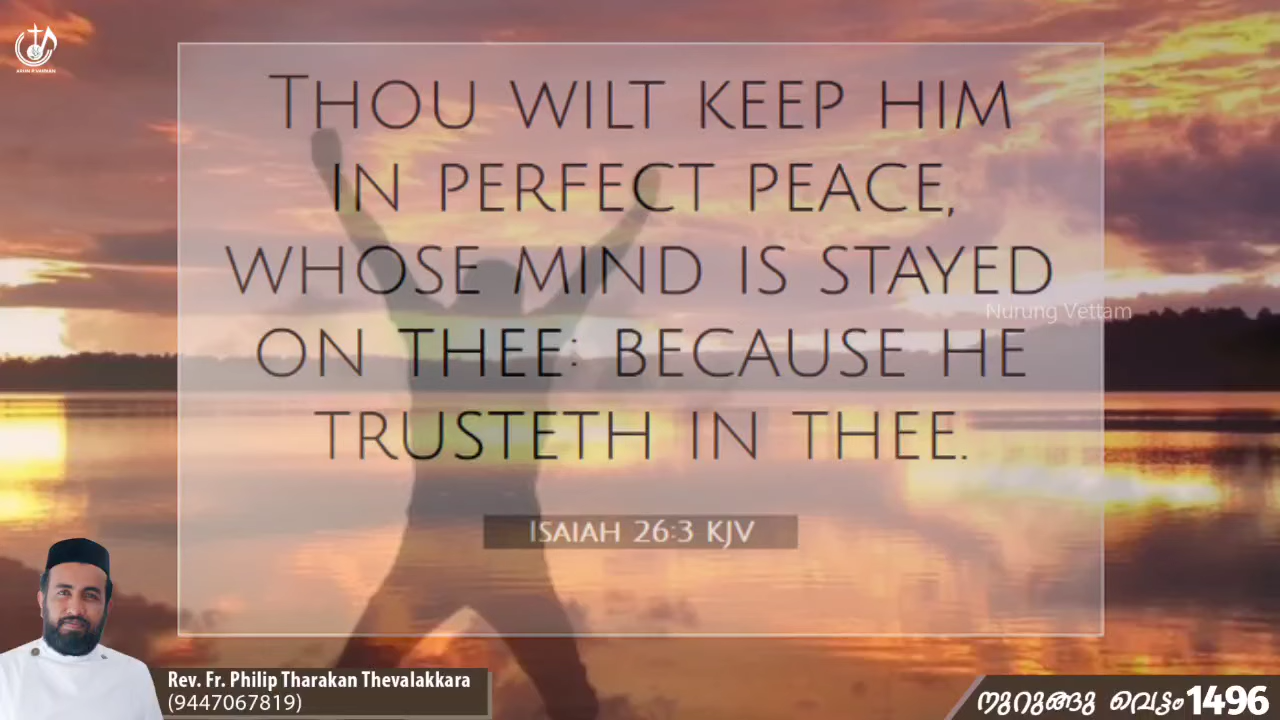 THOU WILT KEEP HIM
IN PERFECT PEACE,
WHOSE MIND IS STAYED
ON THEE: BECAUSE HE
TRUSTETH IN THEE.
ISAIAH 26:3 KJV
Nurung Vettam
Rev. Fr. Philip Tharakan Thevalakkara
(9447067819)
നുറുങ്ങു വെട്ടം 1496